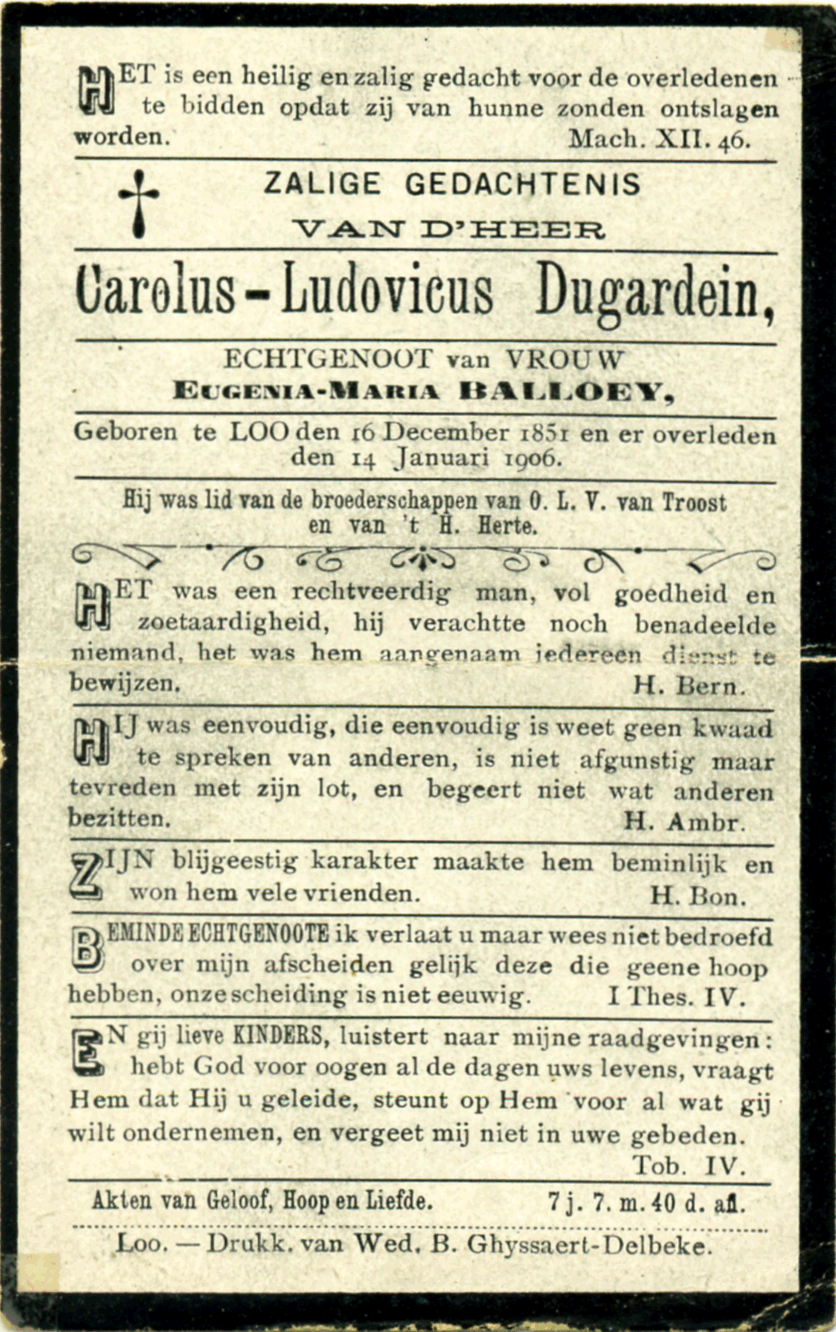 HET is een heilig en zalig gedacht voor de overledenen
te bidden opdat zij van hunne zonden ontslagen
worden. Mach. XII. 46.
ZALIGE GEDACHTENIS
VAN D'HEER
Carolus-Ludovicus Dugardein,
ECHTGENOOT van VROUW
EUGENIA-MARIA BALLOEY,
Geboren te LOO den 16 December 1851 en er overleden
den 14 Januari 1906.
Hij was lid van de broederschappen van O. L. V. van Troost
en van 't H. Herte.
HET was een rechtveerdig man, vol goedheid en
zoetaardigheid, hij verachtte noch benadeelde
niemand, het was hem aangenaam iedereen dienst te
bewijzen. H. Bern.
HIJ was eenvoudig, die eenvoudig is weet geen kwaad
te spreken van anderen, is niet afgunstig maar
tevreden met zijn lot, en begeert niet wat anderen
bezitten. H. Ambr.
ZIJN blijgeestig karakter maakte hem beminlijk en
won hem vele vrienden. H. Bon.
BEMINDE ECHTGENOOTE ik verlaat u maar wees niet bedroefd
over mijn afscheiden gelijk deze die geene hoop
hebben, onze scheiding is niet eeuwig. I Thes. IV.
EN gij lieve KINDERS, luistert naar mijne raadgevingen:
hebt God voor oogen al de dagen uws levens, vraagt
Hem dat Hij u geleide, steunt op Hem voor al wat gij
wilt ondernemen, en vergeet mij niet in uwe gebeden.
Tob. IV.
Akten van Geloof, Hoop en Liefde. 7 j. 7. m. 40 d. afl.
Loo. — Drukk. van Wed. B. Ghyssaert-Delbeke.